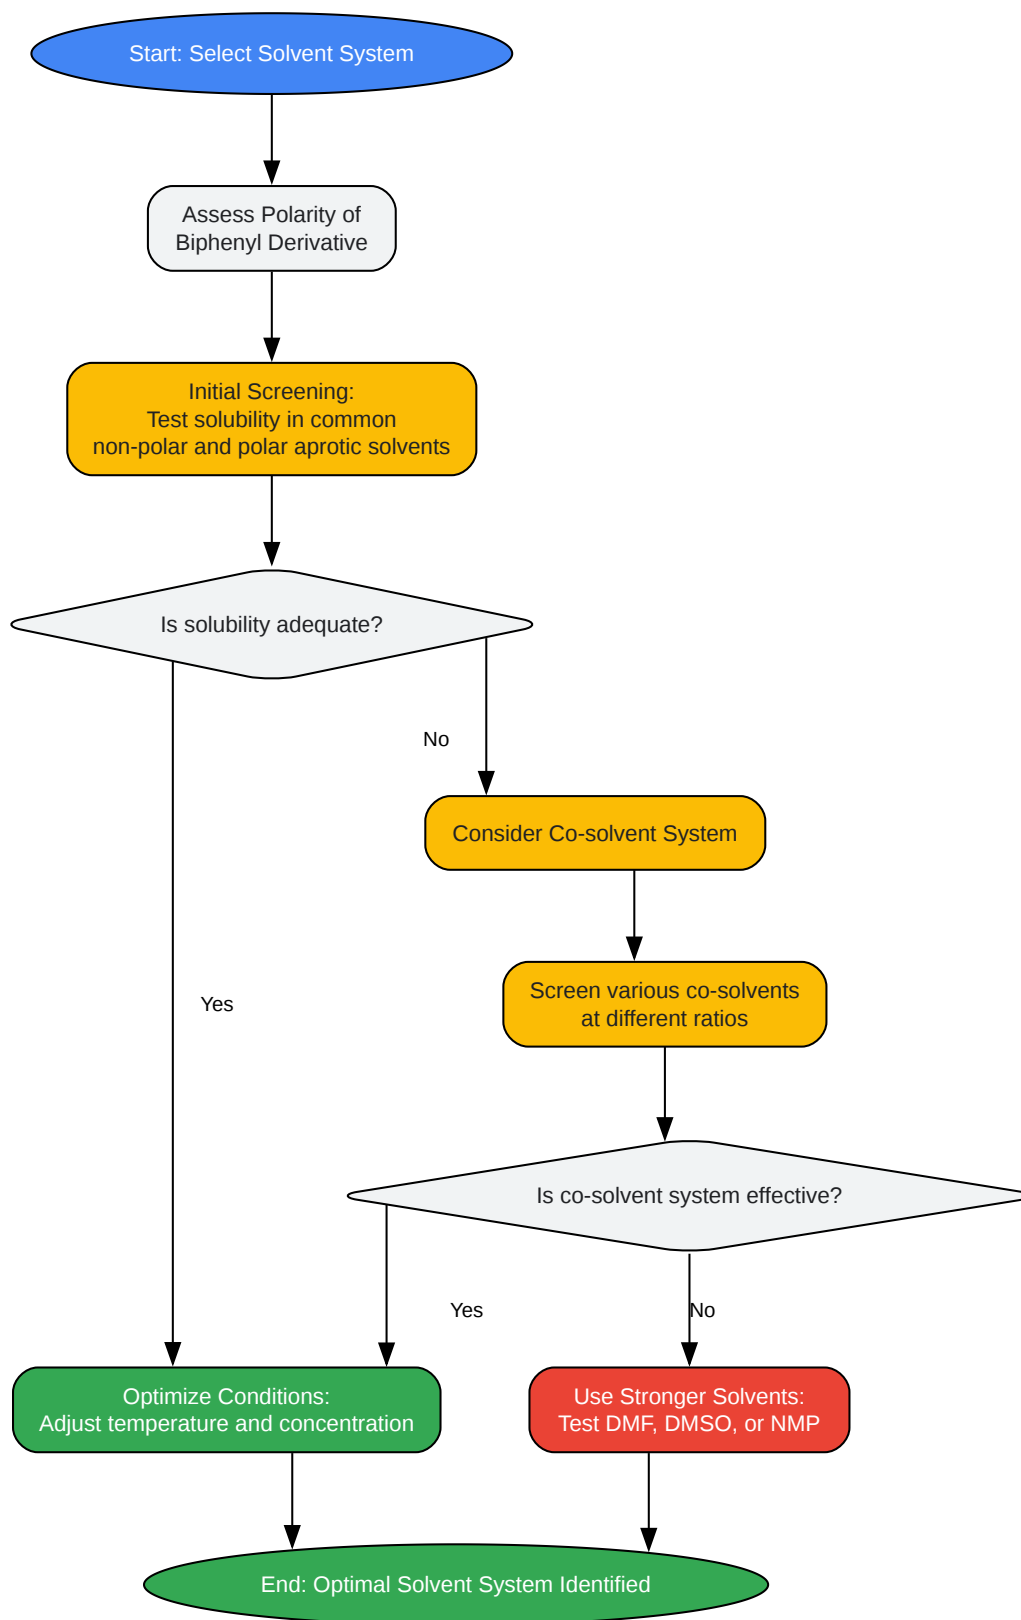 Start: Select Solvent System
Assess Polarity of
Biphenyl Derivative
Initial Screening:
Test solubility in common
non-polar and polar aprotic solvents
Is solubility adequate?
No
Consider Co-solvent System
Screen various co-solvents
at different ratios
Yes
Is co-solvent system effective?
Yes
No
Optimize Conditions:
Adjust temperature and concentration
Use Stronger Solvents:
Test DMF, DMSO, or NMP
End: Optimal Solvent System Identified